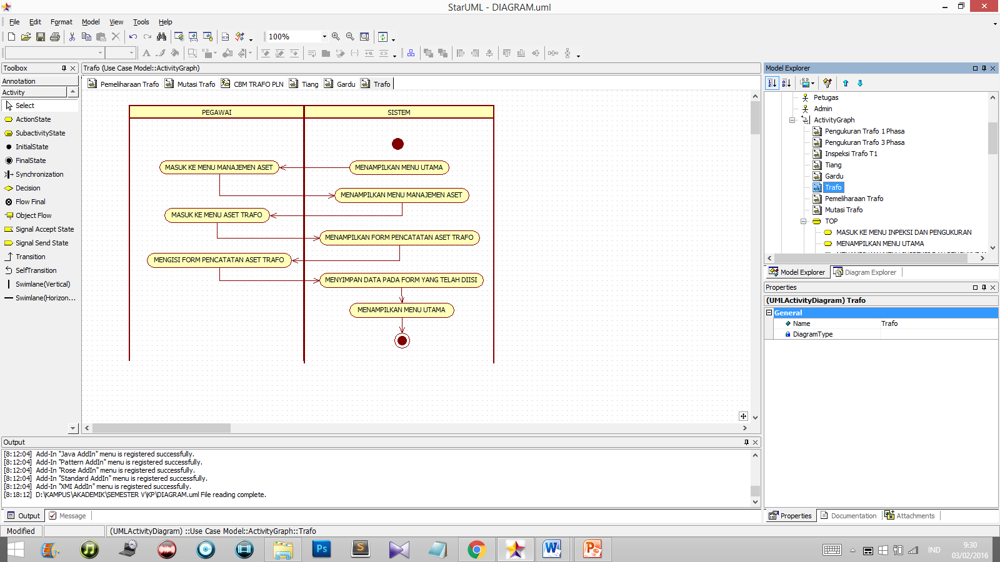 StarUML - DIAGRAM.uml
File Edit Format Model View Tools Help
100%
Toolbox
Annotation
Activity
Select
ActionState
SubactivityState
InitialState
FinalState
Synchronization
Decision
Flow Final
Object Flow
Signal Accept State
Signal Send State
Transition
SelfTransition
Swimlane(Vertical)
Swimlane(Horizon...
Trafo (Use Case Model::ActivityGraph)
Pemeliharaan Trafo Mutasi Trafo CBM TRAFO PLN Tiang Gardu Trafo
PEGAWAI SISTEM
MASUK KE MENU MANAJEMEN ASET MENAMPILKAN MENU UTAMA
MENAMPILKAN MENU MANAJEMEN ASET
MASUK KE MENU ASET TRAFO
MENAMPILKAN FORM PENCATATAN ASET TRAFO
MENGISI FORM PENCATATAN ASET TRAFO
MENYIMPAN DATA PADA FORM YANG TELAH DIISI
MENAMPILKAN MENU UTAMA
Model Explorer
Petugas
Admin
ActivityGraph
Pengukuran Trafo 1 Phasa
Pengukuran Trafo 3 Phasa
Inspeksi Trafo T1
Tiang
Gardu
Trafo
Pemeliharaan Trafo
Mutasi Trafo
TOP
MASUK KE MENU INPEKSI DAN PENGUKURAN
MENAMPILKAN MENU UTAMA
Model Explorer Diagram Explorer
Properties
(UMLActivityDiagram) Trafo
General
Name Trafo
DiagramType
Properties Documentation Attachments
Output
[8:12:04] Add-In "Java AddIn" menu is registered successfully.
[8:12:04] Add-In "Pattern AddIn" menu is registered successfully.
[8:12:04] Add-In "Rose AddIn" menu is registered successfully.
[8:12:04] Add-In "Standard AddIn" menu is registered successfully.
[8:12:04] Add-In "XMI AddIn" menu is registered successfully.
[8:18:12] D:\KAMPUS\AKADEMIK\SEMESTER V\KP\DIAGRAM.uml File reading complete.
Output Message
Modified (UMLActivityDiagram) ::Use Case Model::ActivityGraph::Trafo
Ps S IND 9:30
03/02/2016